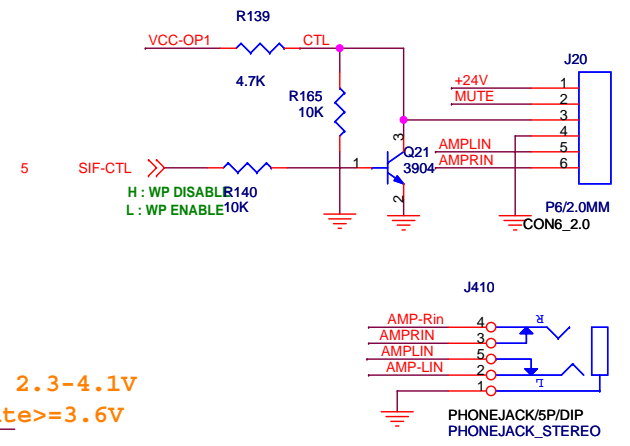 R139
VCC-OP1
CTL
4.7K
R165
10K
J20
+24V
MUTE
1
2
3
4
5
6
3
Q21
3904
1
2
AMPLIN
AMPRIN
5
SIF-CTL
H : WP DISABLE
L : WP ENABLE
R140
10K
P6/2.0MM
CON6_2.0
J410
AMP-Rin
AMPRIN
AMPLIN
AMP-LIN
4
3
5
2
1
R
L
PHONEJACK/5P/DIP
PHONEJACK_STEREO
2.3-4.1V
te>=3.6V